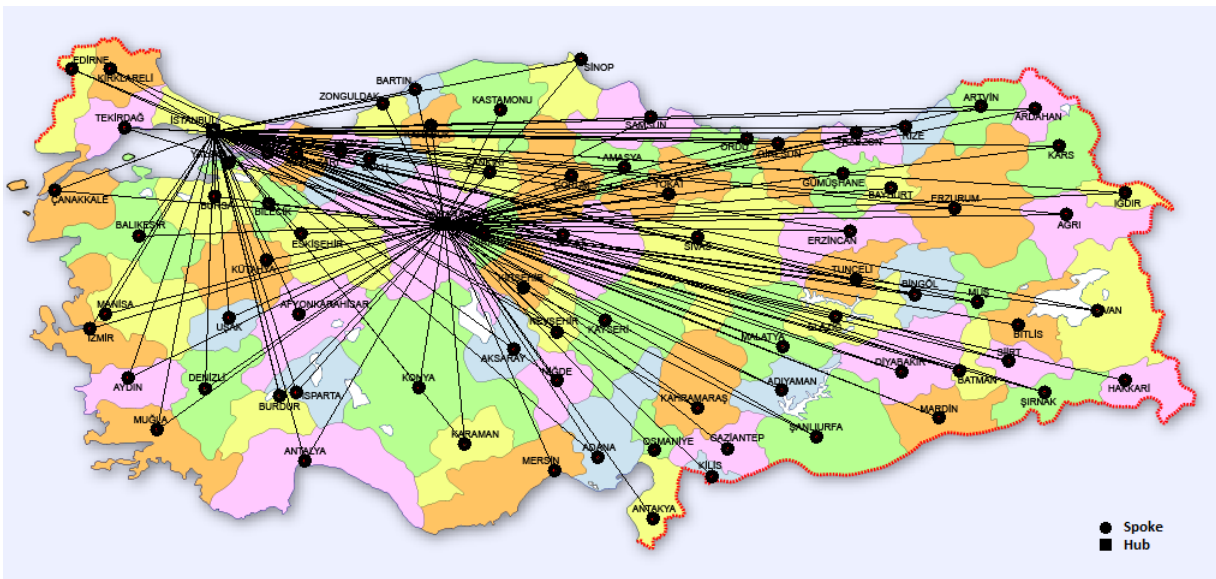 EDİRNE
KIRKLARELİ
SİNOP
BARTIN
ZONGULDAK
KASTAMONU
TEKİRDAĞ
İSTANBUL
SAMSUN
ARTVİN
ARDAHAN
RİZE
ORDU
KARS
AMASYA
TOKAT
GÜMÜŞHANE
BAYBURT
ERZURUM
IĞDIR
ÇANAKKALE
BURSA
BİLECİK
BALIKESİR
ESKİŞEHİR
AĞRI
ERZİNCAN
SİVAS
KÜTAHYA
TUNCELİ
BİNGÖL
MUŞ
VAN
MANİSA
AFYONKARAHİSAR
UŞAK
NEVŞEHİR
KAYSERİ
BİTLİS
İZMİR
MALATYA
AKSARAY
SİİRT
DİYABAKIR
BATMAN
NİĞDE
AYDIN
DENİZLİ
KONYA
ADIYAMAN
HAKKARİ
ISPARTA
BURDUR
KAHRAMARAŞ
ŞIRNAK
MARDİN
MUĞLA
KARAMAN
ŞANLIURFA
OSMANİYE
GAZİANTEP
ADANA
ANTALYA
MERSİN
KİLİS
ANTAKYA
Spoke
Hub